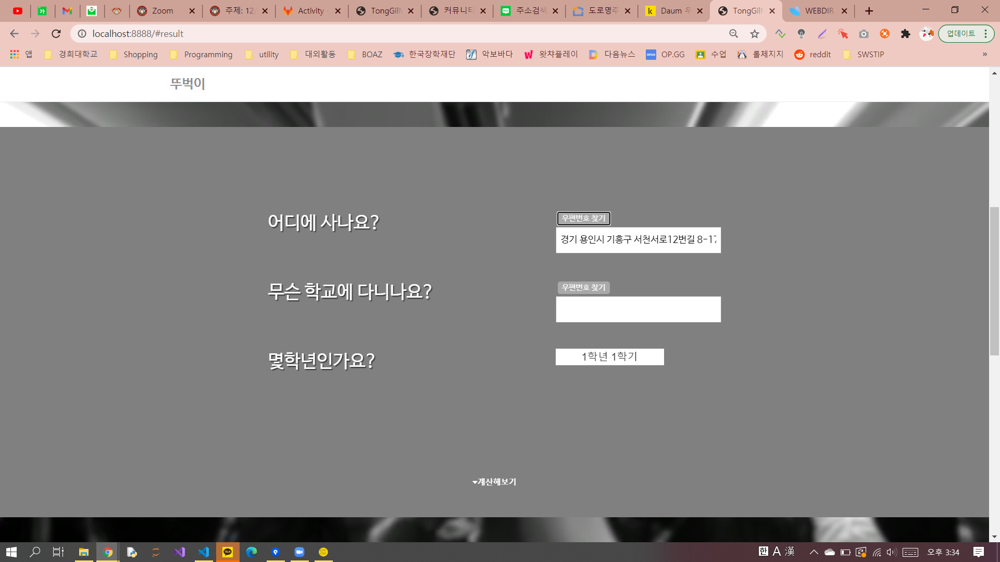 Zoom
주제: 12/
Activity
TongGil
커뮤니티
주소검색
도로명주
Daum 우
TongGil
WEBDIR
localhost:8888/#result
업데이트
앱
경희대학교
Shopping
Programming
utility
대외활동
BOAZ
한국장학재단
악보바다
왓챠플레이
다음뉴스
OP.GG
수업
롤체지지
reddit
SWSTIP
»
뚜벅이
어디에 사나요?
우편번호 찾기
경기 용인시 기흥구 서천서로12번길 8-17
무슨 학교에 다니나요?
우편번호 찾기
몇학년인가요?
1학년 1학기
계산해보기
한 A 漢
오후 3:34